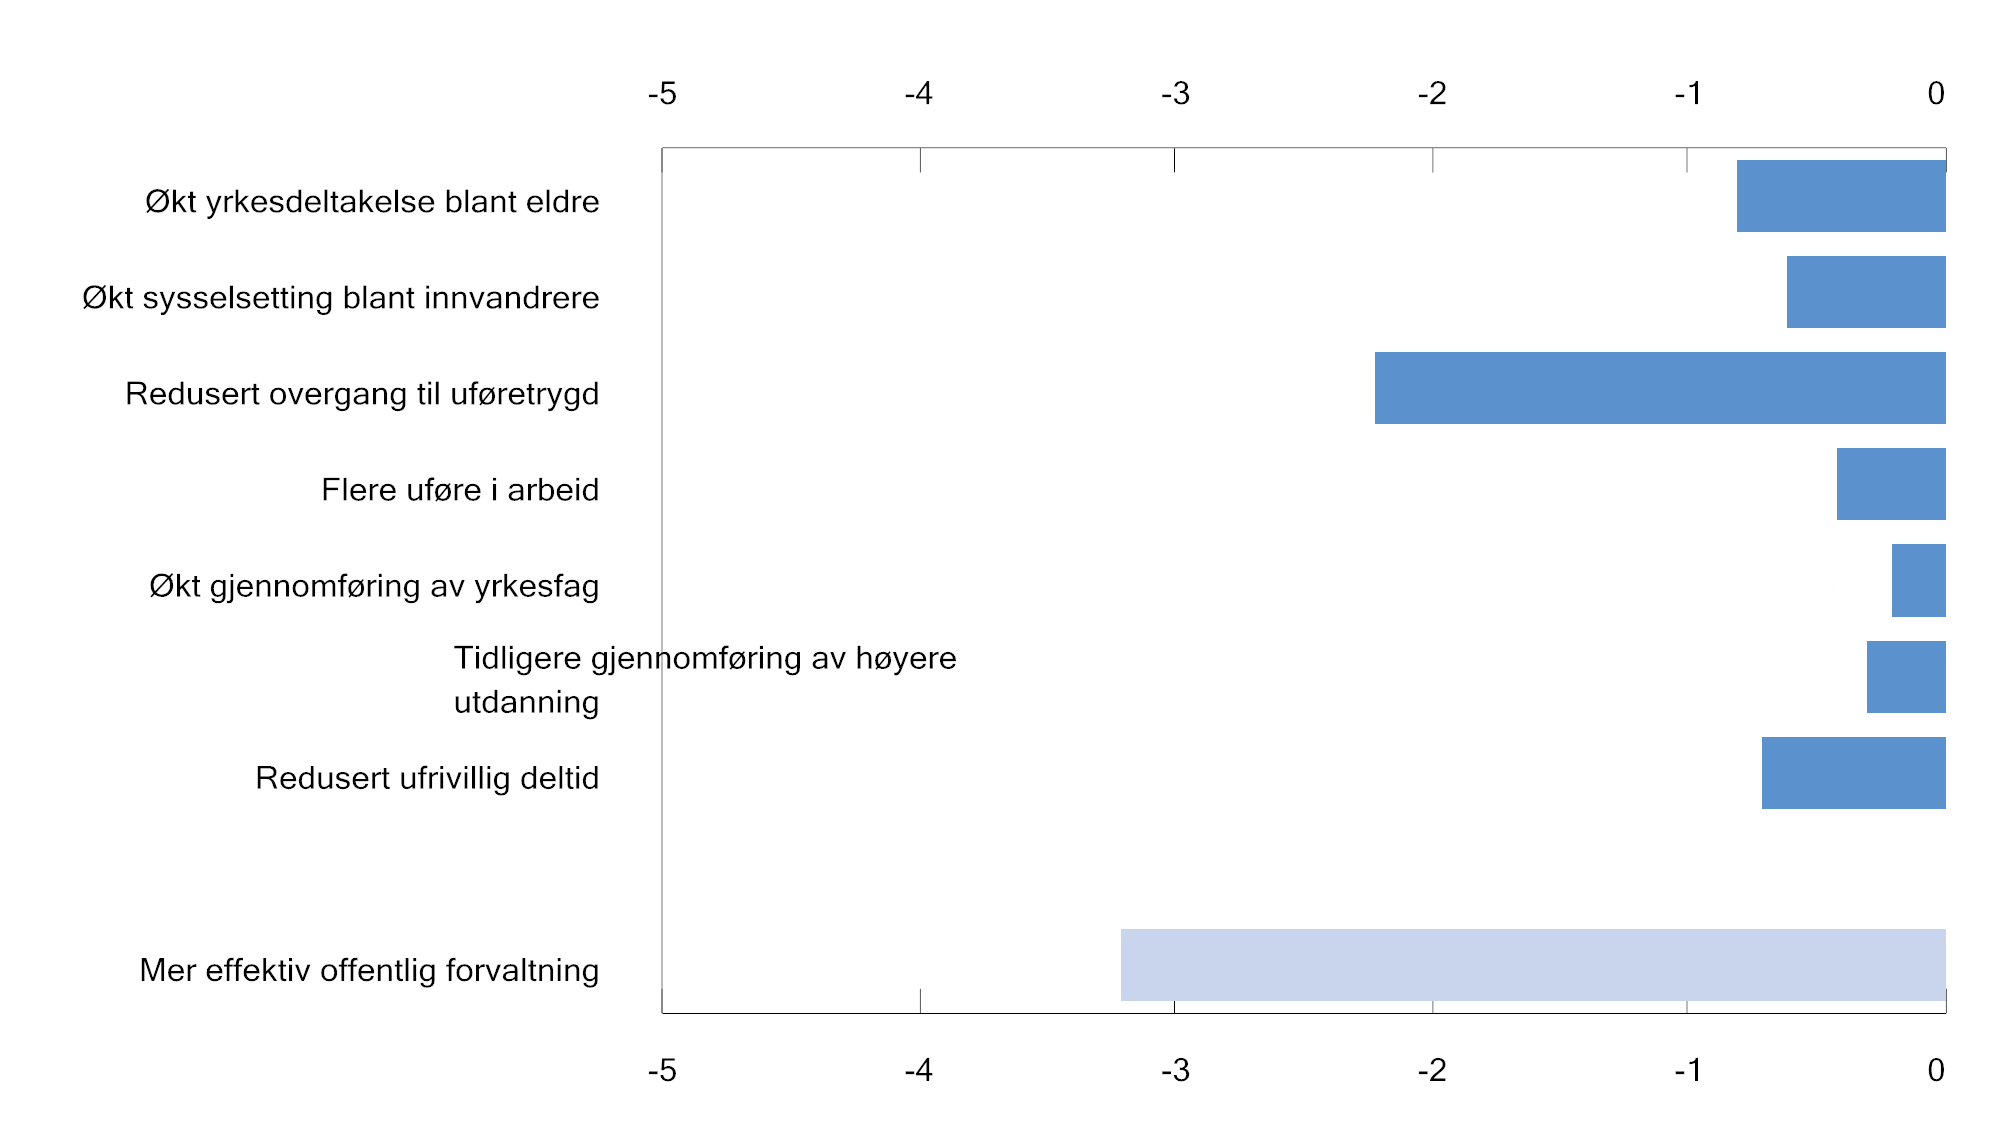 -5 -4 -3 -2 -1 0
Økt yrkesdeltakelse blant eldre
Økt sysselsetting blant innvandrere
Redusert overgang til uføretrygd
Flere uføre i arbeid
Økt gjennomføring av yrkesfag
Tidligere gjennomføring av høyere
utdanning
Redusert ufrivillig deltid
Mer effektiv offentlig forvaltning
-5 -4 -3 -2 -1 0